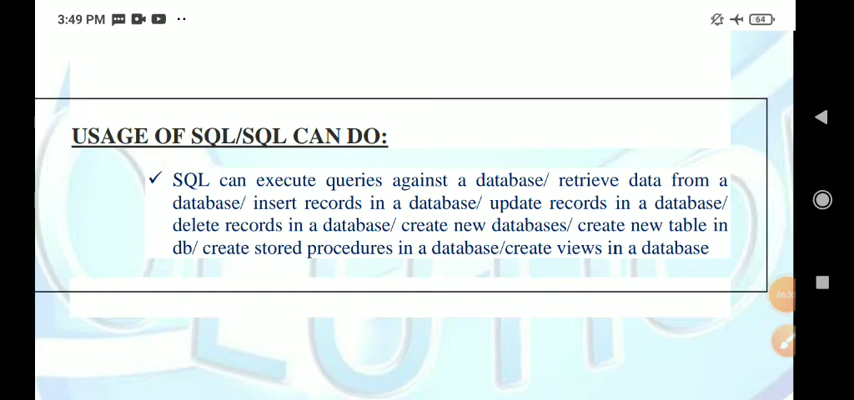 3:49 PM
64
USAGE OF SQL/SQL CAN DO:
✓ SQL can execute queries against a database/ retrieve data from a
database/ insert records in a database/ update records in a database/
delete records in a database/ create new databases/ create new table in
db/ create stored procedures in a database/create views in a database